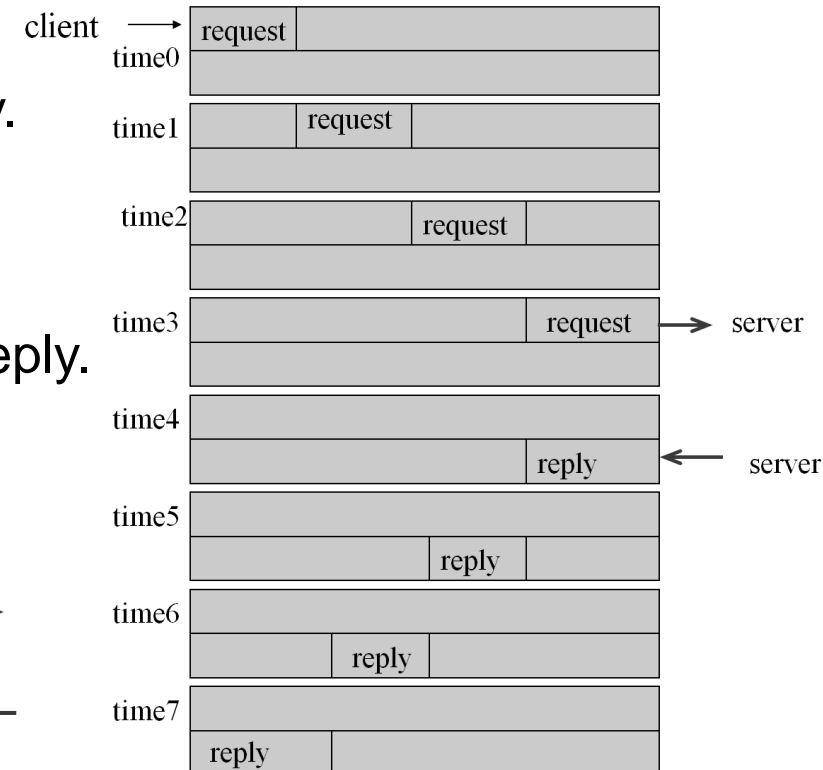 client request
time0
y.
time1 request
time2 request
time3 request server
eply.
time4
reply server
time5
reply
time6
reply
time7
reply